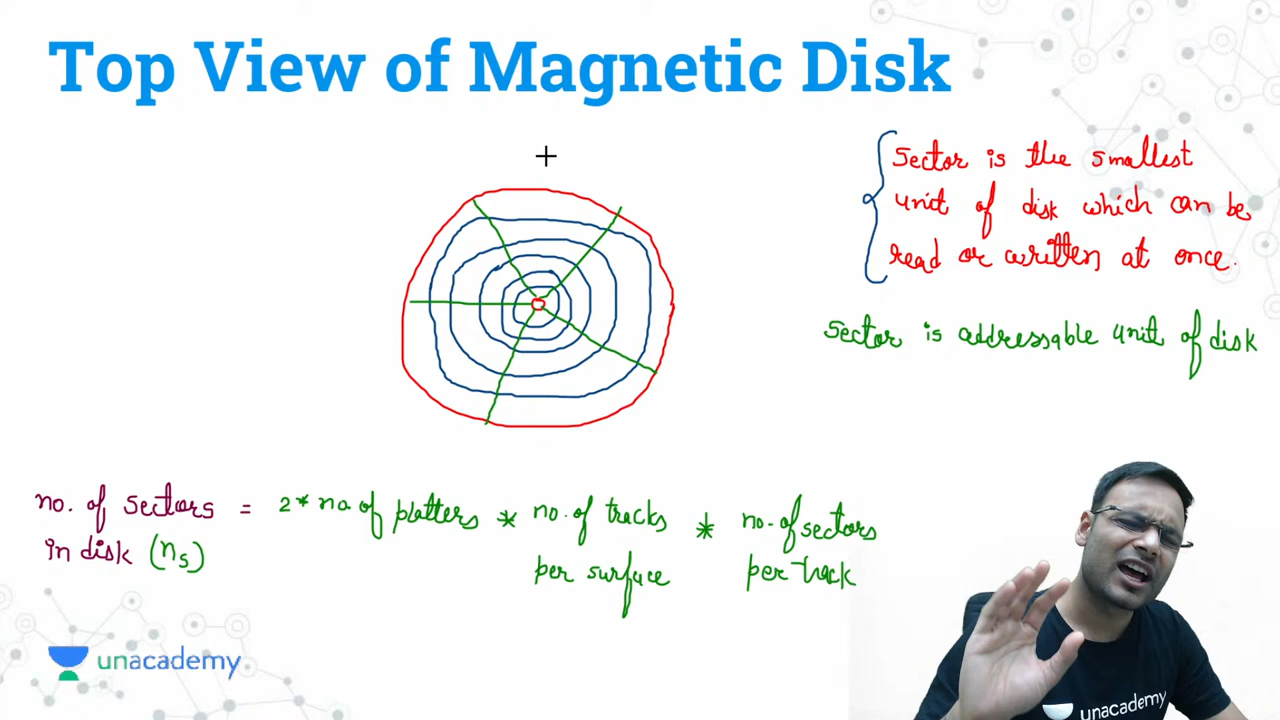 Top View of Magnetic Disk
Sector is the smallest
unit of disk which can be
read or written at once.
Sector is addressable unit of disk
no. of sectors = 2 * no of platters * no. of tracks * no. of sectors
in disk (ns) per surface per track
unacademy
unacademy